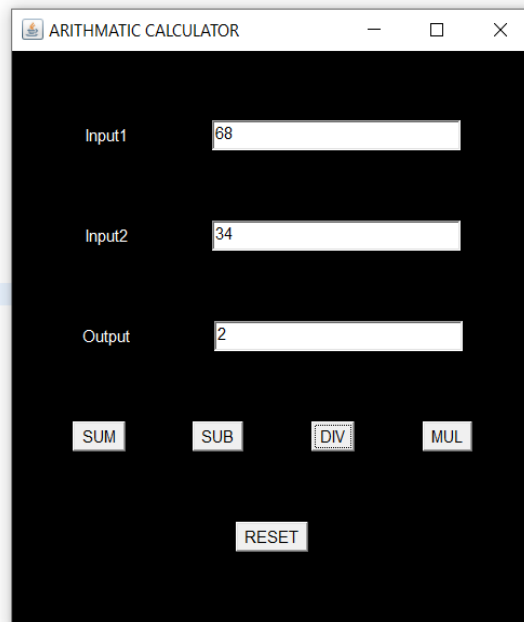 ARITHMATIC CALCULATOR
Input1 68
Input2 34
Output 2
SUM SUB DIV MUL
RESET